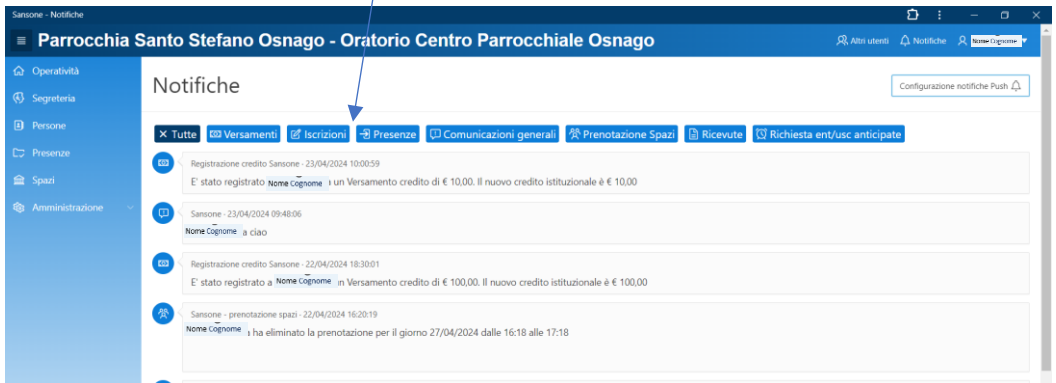 Sansone - Notifiche
Parrocchia Santo Stefano Osnago - Oratorio Centro Parrocchiale Osnago
Altri utenti Notifiche Nome Cognome
Operatività
Segreteria
Persone
Presenze
Spazi
Amministrazione
Notifiche
Configurazione notifiche Push
× Tutte Versamenti Iscrizioni Presenze Comunicazioni generali Prenotazione Spazi Ricevute Richiesta ent/usc anticipate
Registrazione credito Sansone - 23/04/2024 10:00:59
E' stato registrato Nome Cognome un Versamento credito di € 10,00. Il nuovo credito istituzionale è € 10,00
Sansone - 23/04/2024 09:48:06
Nome Cognome a ciao
Registrazione credito Sansone - 22/04/2024 18:30:01
E' stato registrato a Nome Cognome n Versamento credito di € 100,00. Il nuovo credito istituzionale è € 100,00
Sansone - prenotazione spazi - 22/04/2024 16:20:19
Nome Cognome ha eliminato la prenotazione per il giorno 27/04/2024 dalle 16:18 alle 17:18